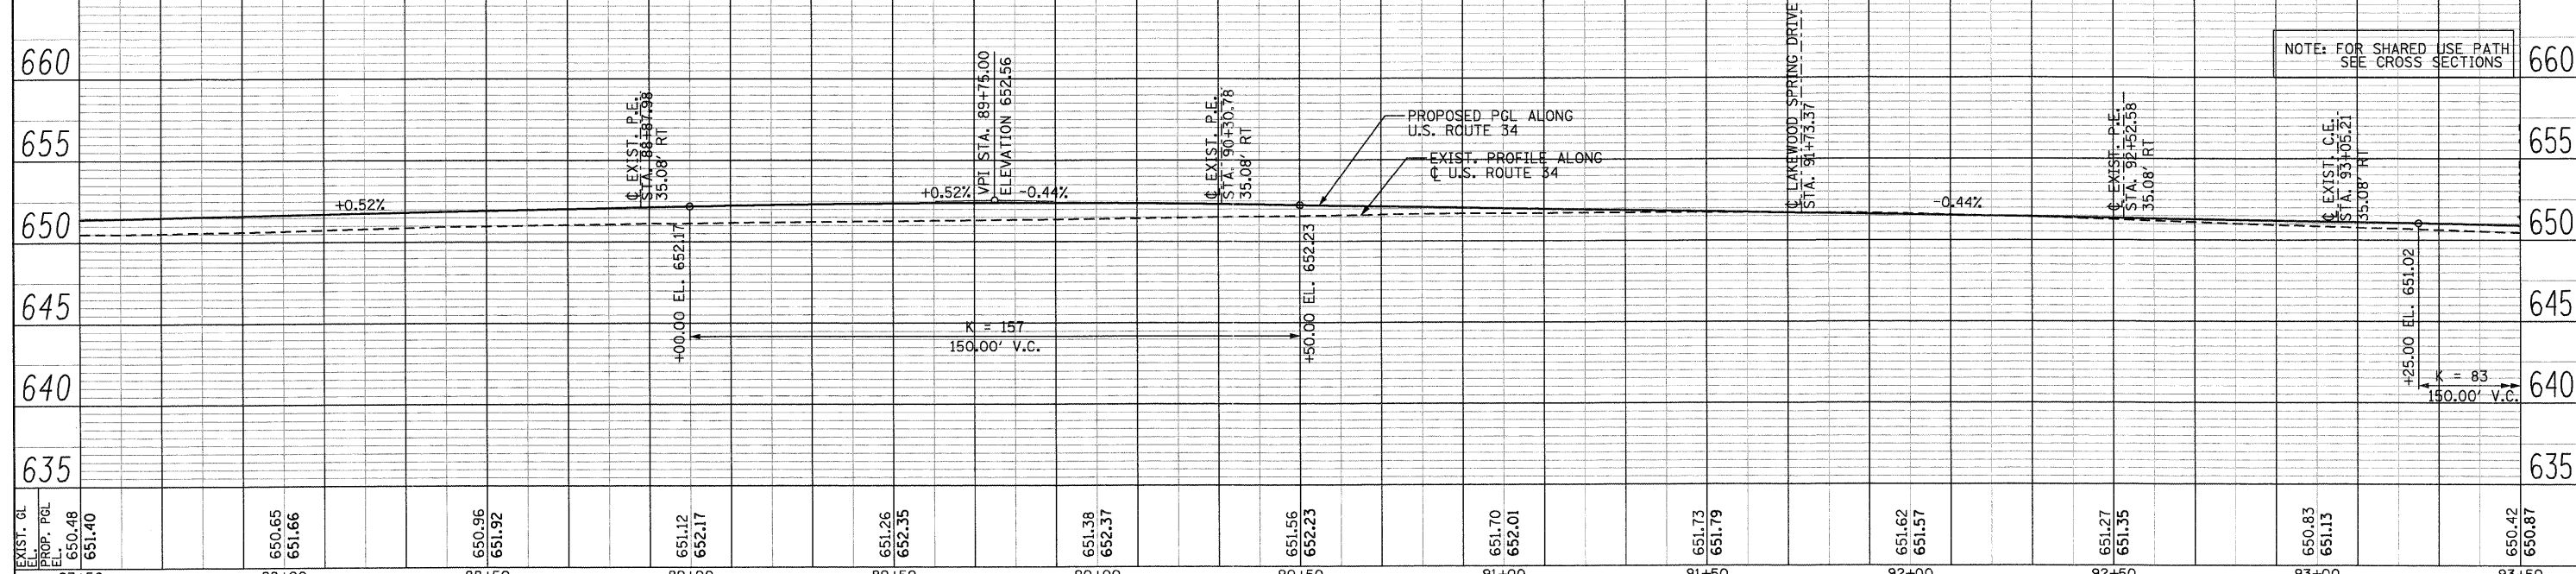 660
655
650
645
640
635
+0.52%
℄ EXIST. P.E.
STA. 88+87.98
35.08' RT
+00.00 EL. 652.17
+0.52%
VPI STA. 89+75.00
ELEVATION 652.56
-0.44%
K = 157
150.00' V.C.
℄ EXIST. P.E.
STA. 90+30.78
35.08' RT
+50.00 EL. 652.23
PROPOSED PGL ALONG
U.S. ROUTE 34
EXIST. PROFILE ALONG
℄ U.S. ROUTE 34
℄ LAKEWOOD SPRING DRIVE
STA. 91+73.37
-0.44%
℄ EXIST. P.E.
STA. 92+52.58
35.08' RT
℄ EXIST. C.E.
STA. 93+05.21
35.08' RT
+25.00 EL. 651.02
K = 83
150.00' V.C.
NOTE: FOR SHARED USE PATH
SEE CROSS SECTIONS
660
655
650
645
640
635
EXIST. GL
EL.
PROP. PGL
EL.
650.48
651.40
650.65
651.66
650.96
651.92
651.12
652.17
651.26
652.35
651.38
652.37
651.56
652.23
651.70
652.01
651.73
651.79
651.62
651.57
651.27
651.35
650.83
651.13
650.42
650.87